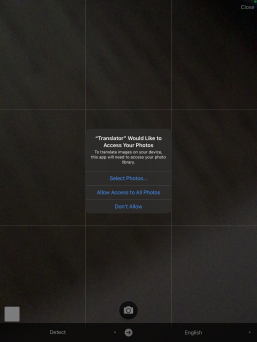 Close
“Translator” Would Like to
Access Your Photos
To translate images on your device,
this app will need to access your photo
library.
Select Photos...
Allow Access to All Photos
Don't Allow
Detect
English